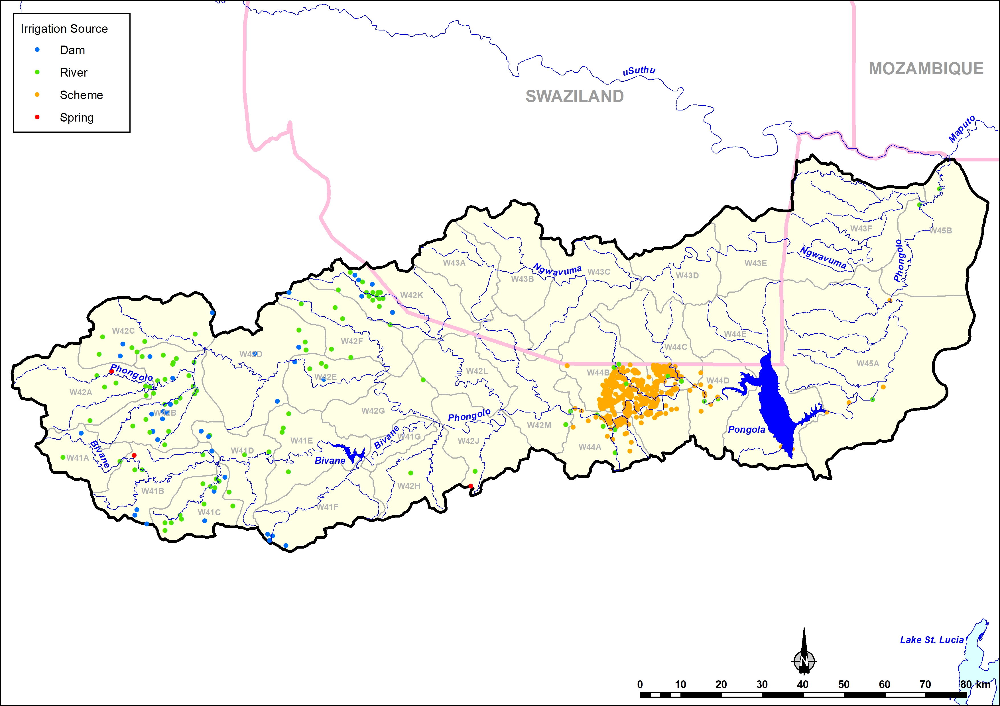 Irrigation Source
Dam
River
Scheme
Spring
MOZAMBIQUE
uSuthu
SWAZILAND
Maputo
W43F
W45B
Phongolo
Ngwavuma
W43A
W43E
Ngwavuma
W43C
W43D
W43B
W42K
W42C
W44E
W42F
W44C
W42D
W45A
Phongolo
W42L
W44B
W42E
W44D
W42A
W42G
W42B
Phongolo
W42M
Pongola
Bivane
W41G
W41E
W42J
W44A
Bivane
W41D
W41A
Bivane
W42H
W41B
W41F
W41C
Lake St. Lucia
N
0 10 20 30 40 50 60 70 80 km